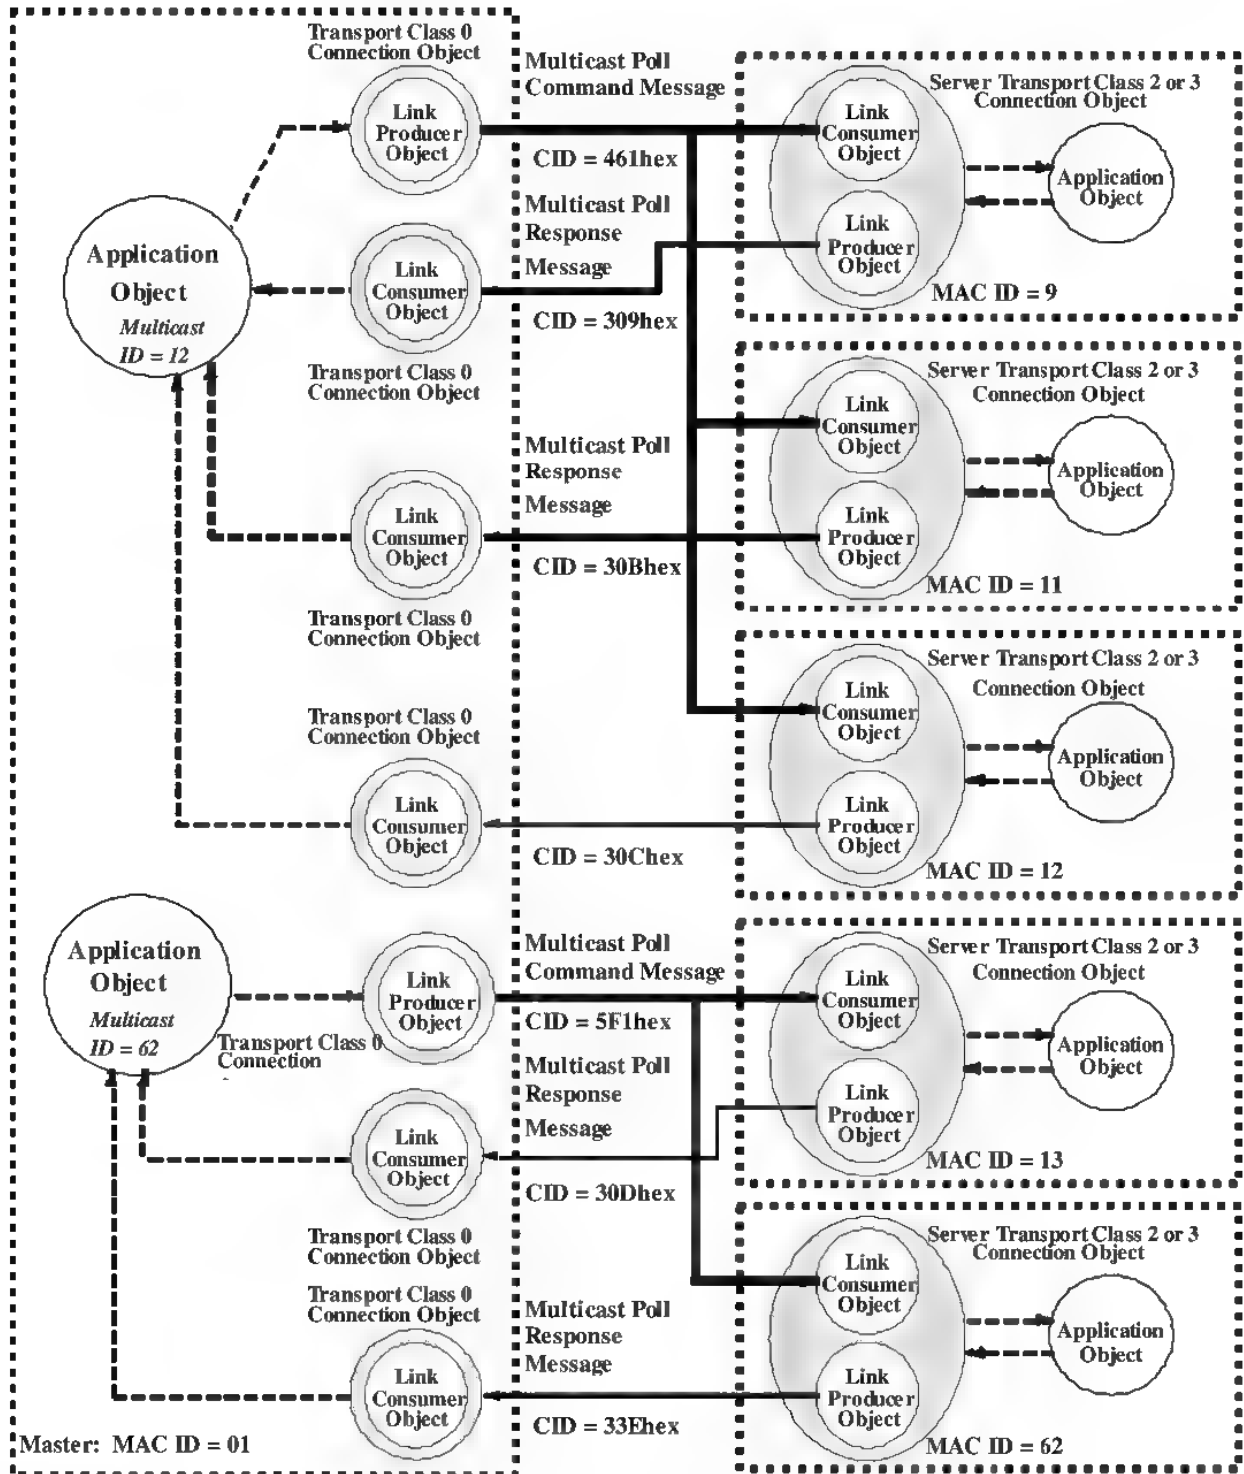 Transport Class 0
Connection Object
Link
Producer
Object
Multicast Poll
Command Message
CID = 461hex
Server Transport Class 2 or 3
Connection Object
Link
Consumer
Object
Application
Object
Link
Producer
Object
MAC ID = 9
Application
Object
Multicast
ID = 12
Link
Consumer
Object
Multicast Poll
Response
Message
CID = 309hex
Transport Class 0
Connection Object
Server Transport Class 2 or 3
Connection Object
Link
Consumer
Object
Application
Object
Link
Producer
Object
MAC ID = 11
Multicast Poll
Response
Message
Link
Consumer
Object
CID = 30Bhex
Transport Class 0
Connection Object
Server Transport Class 2 or 3
Connection Object
Link
Consumer
Object
Application
Object
Link
Producer
Object
MAC ID = 12
Transport Class 0
Connection Object
Link
Consumer
Object
CID = 30Chex
Application
Object
Multicast
ID = 62
Link
Producer
Object
Transport Class 0
Connection
Multicast Poll
Command Message
CID = 5F1hex
Server Transport Class 2 or 3
Connection Object
Link
Consumer
Object
Application
Object
Link
Producer
Object
MAC ID = 13
Multicast Poll
Response
Message
Link
Consumer
Object
CID = 30Dhex
Transport Class 0
Connection Object
Server Transport Class 2 or 3
Connection Object
Link
Consumer
Object
Application
Object
Link
Producer
Object
MAC ID = 62
Transport Class 0
Connection Object
Multicast Poll
Response
Message
Link
Consumer
Object
CID = 33Ehex
Master: MAC ID = 01